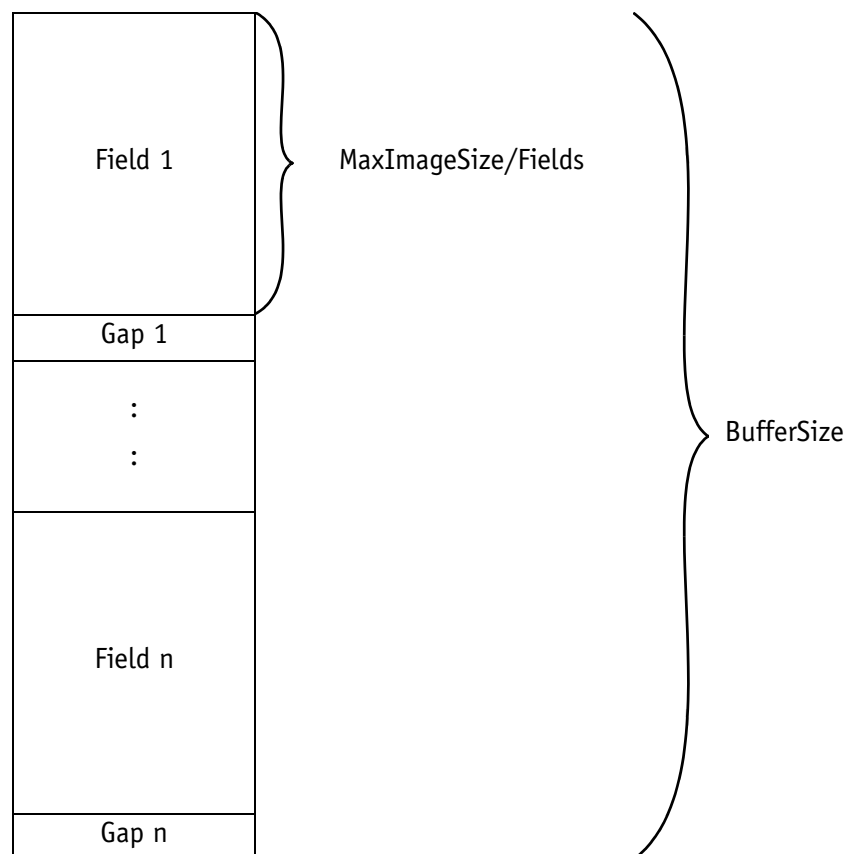 Field 1
MaxImageSize/Fields
Gap 1
:
:
BufferSize
Field n
Gap n